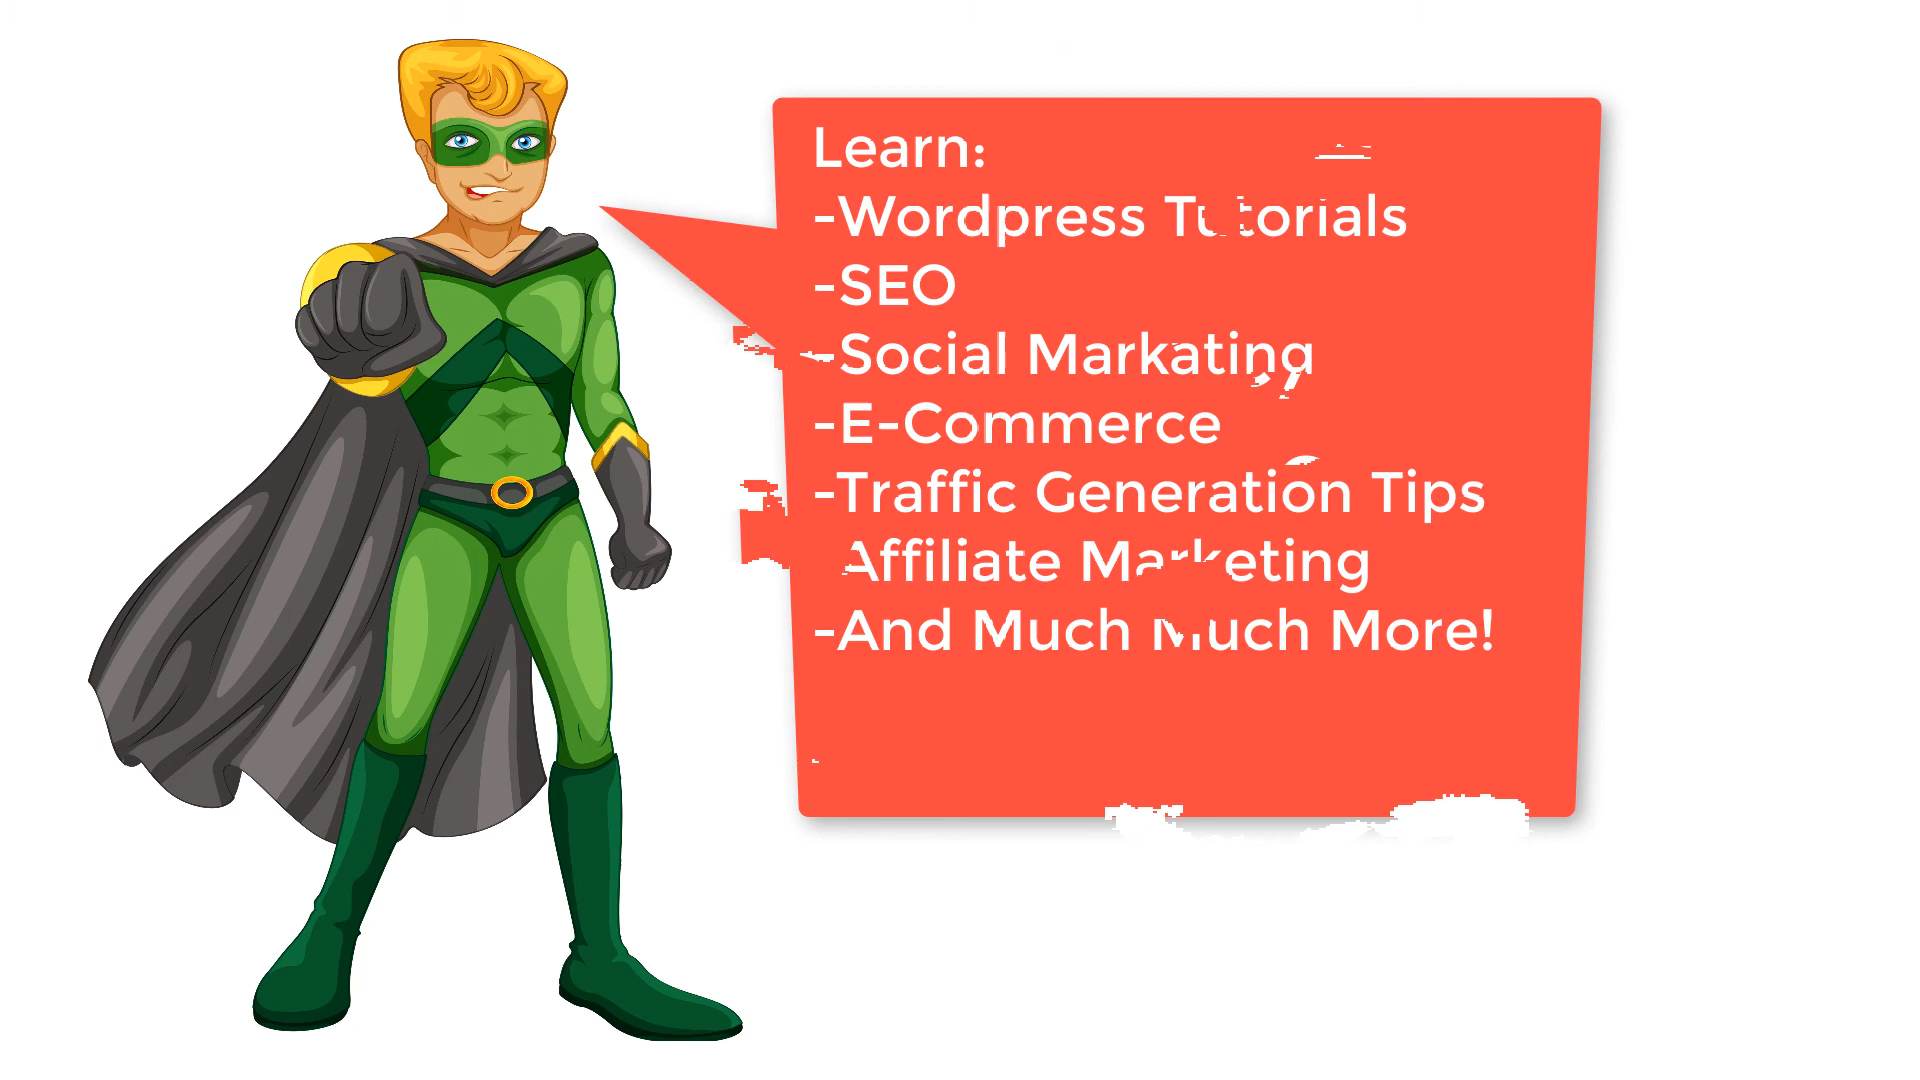 Learn:
-Wordpress Tutorials
-SEO
-Social Markating
-E-Commerce
-Traffic Generation Tips
Affiliate Marketing
-And Much Much More!